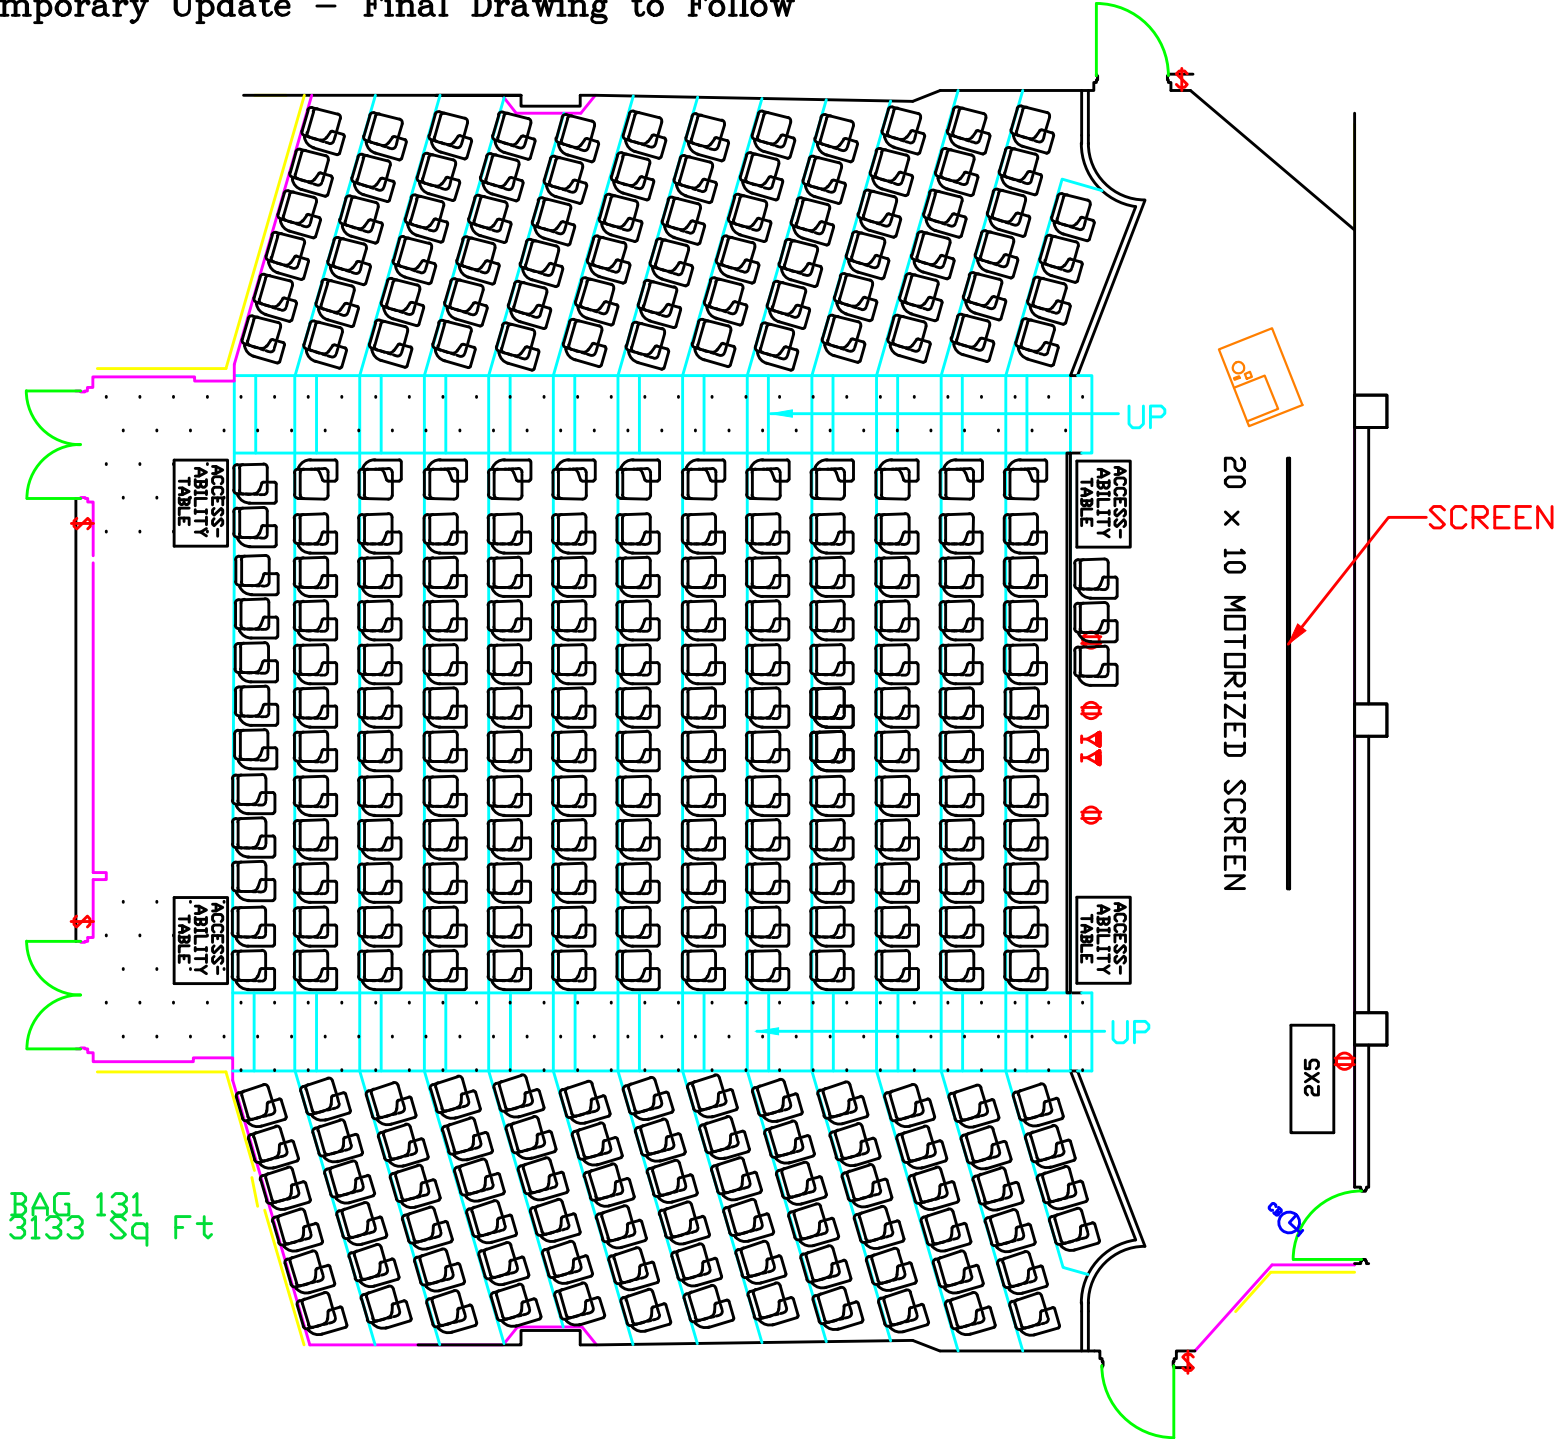 mporary Update - Final Drawing to Follow
UP
ACCESS-
ABILITY
TABLE
ACCESS-
ABILITY
TABLE
20 x 10 MOTORIZED SCREEN
SCREEN
ACCESS-
ABILITY
TABLE
ACCESS-
ABILITY
TABLE
UP
2X5
BAG 131
3133 Sq Ft